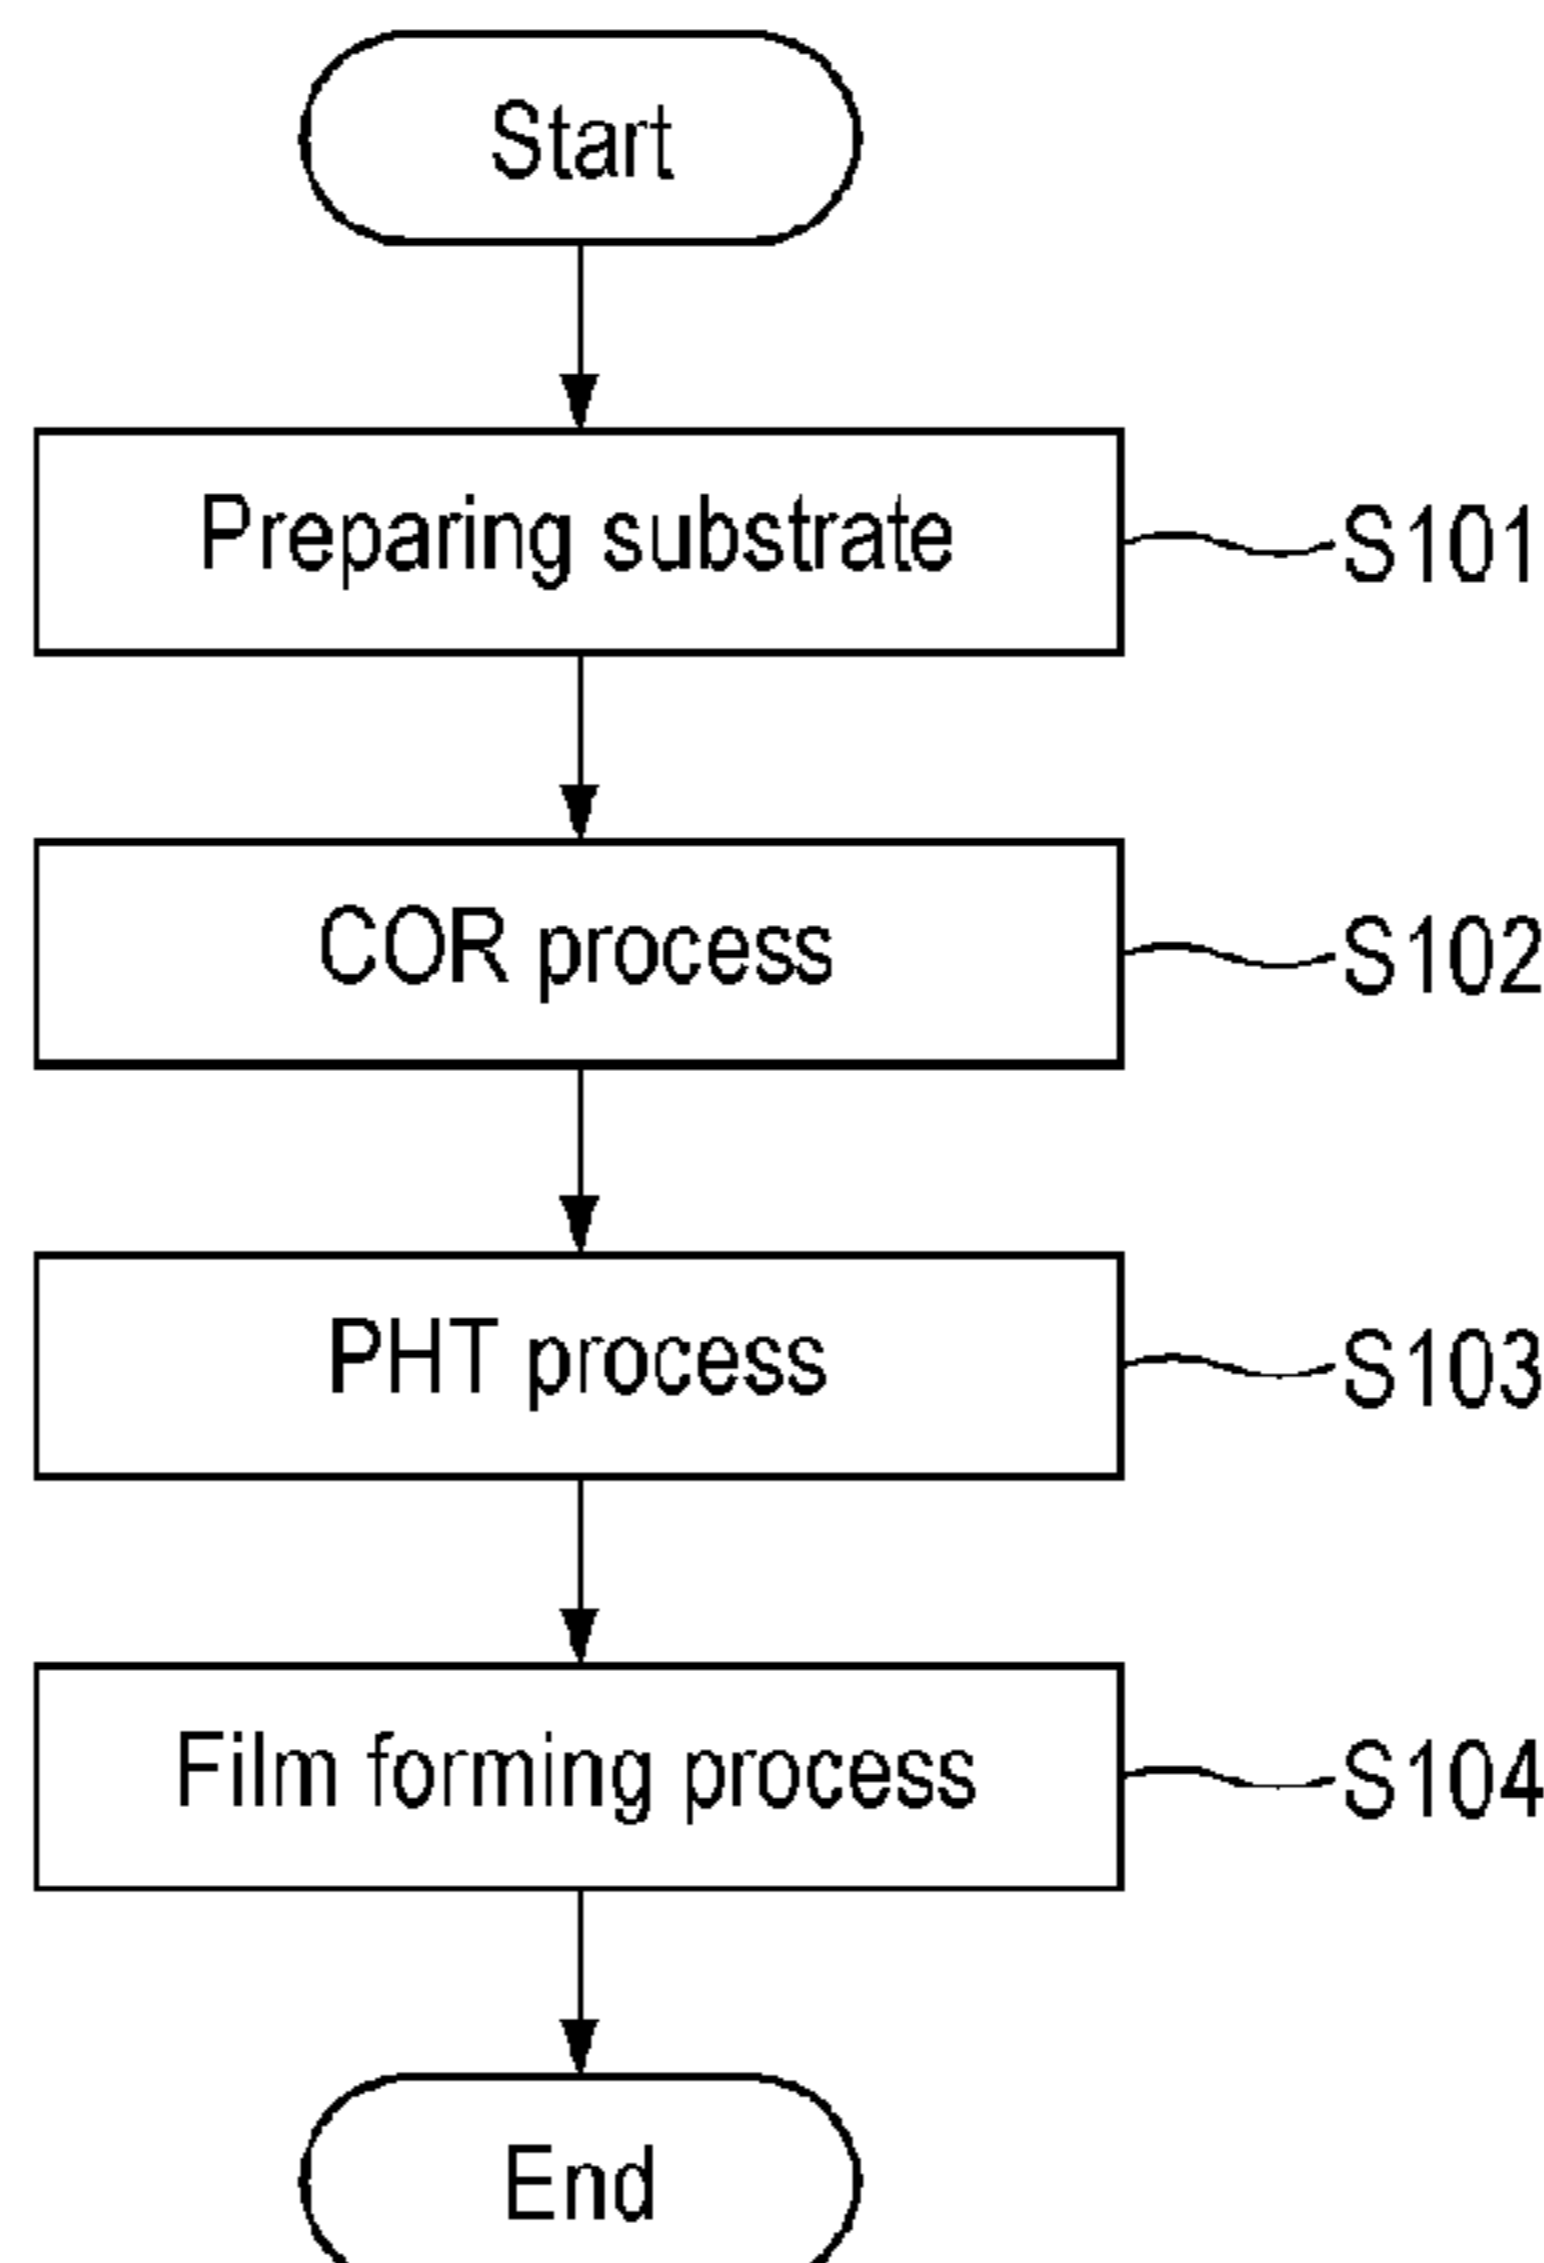 Start
Preparing substrate
S101
COR process
S102
PHT process
S103
Film forming process
S104
End